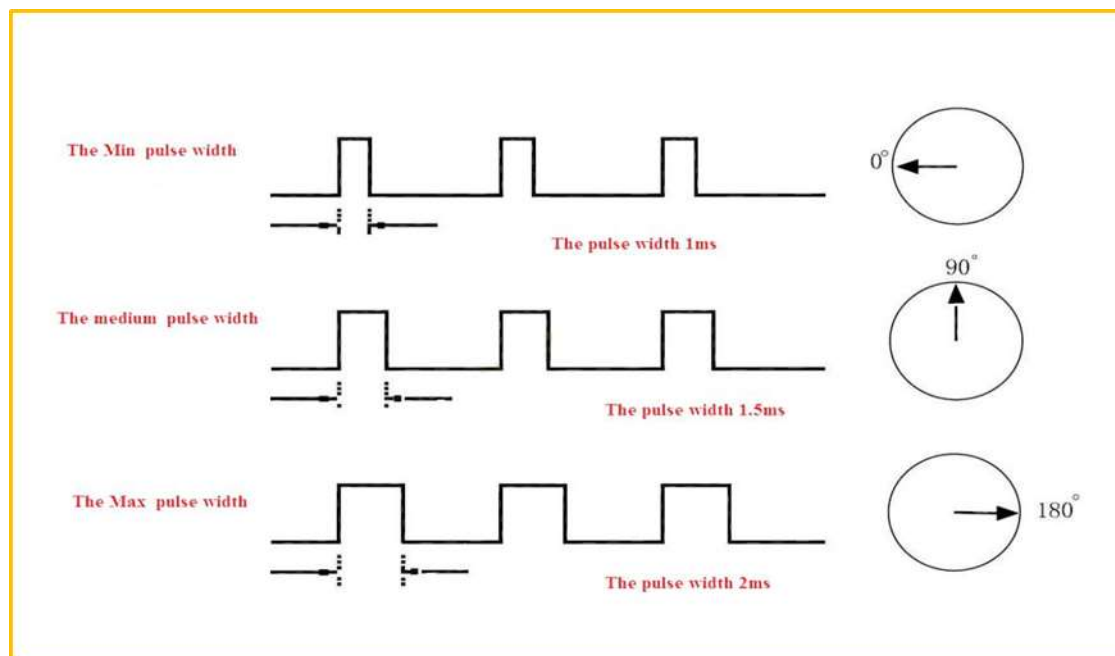 The Min pulse width
0°
The pulse width 1ms
90°
The medium pulse width
The pulse width 1.5ms
The Max pulse width
180°
The pulse width 2ms